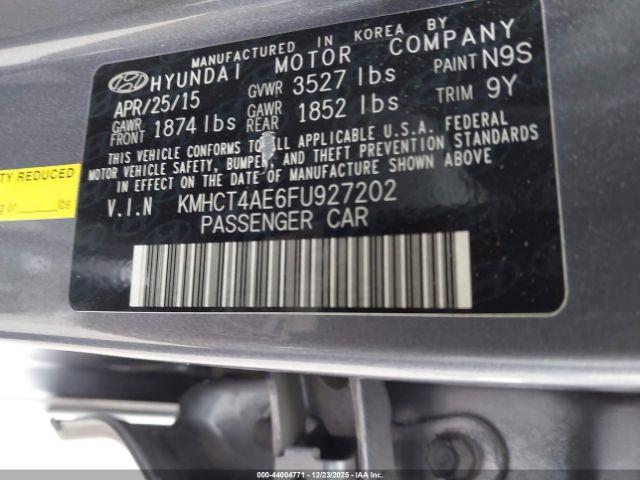 MANUFACTURED IN KOREA BY
HYUNDAI MOTOR COMPANY
APR/25/15 GVWR 3527 lbs PAINT N9S
GAWR FRONT 1874 lbs GAWR REAR 1852 lbs TRIM 9Y
THIS VEHICLE CONFORMS TO ALL APPLICABLE U.S.A. FEDERAL
MOTOR VEHICLE SAFETY, BUMPER, AND THEFT PREVENTION STANDARDS
IN EFFECT ON THE DATE OF MANUFACTURE SHOWN ABOVE
V.I.N KMHCT4AE6FU927202
PASSENGER CAR
TY REDUCED
g or ____ lbs
00-44004771 - 12/23/2025 - IAA Inc.